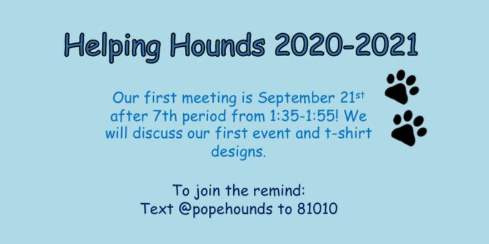 Helping Hounds 2020-2021
Our first meeting is September 21st
after 7th period from 1:35-1:55! We
will discuss our first event and t-shirt
designs.
To join the remind:
Text @popehounds to 81010